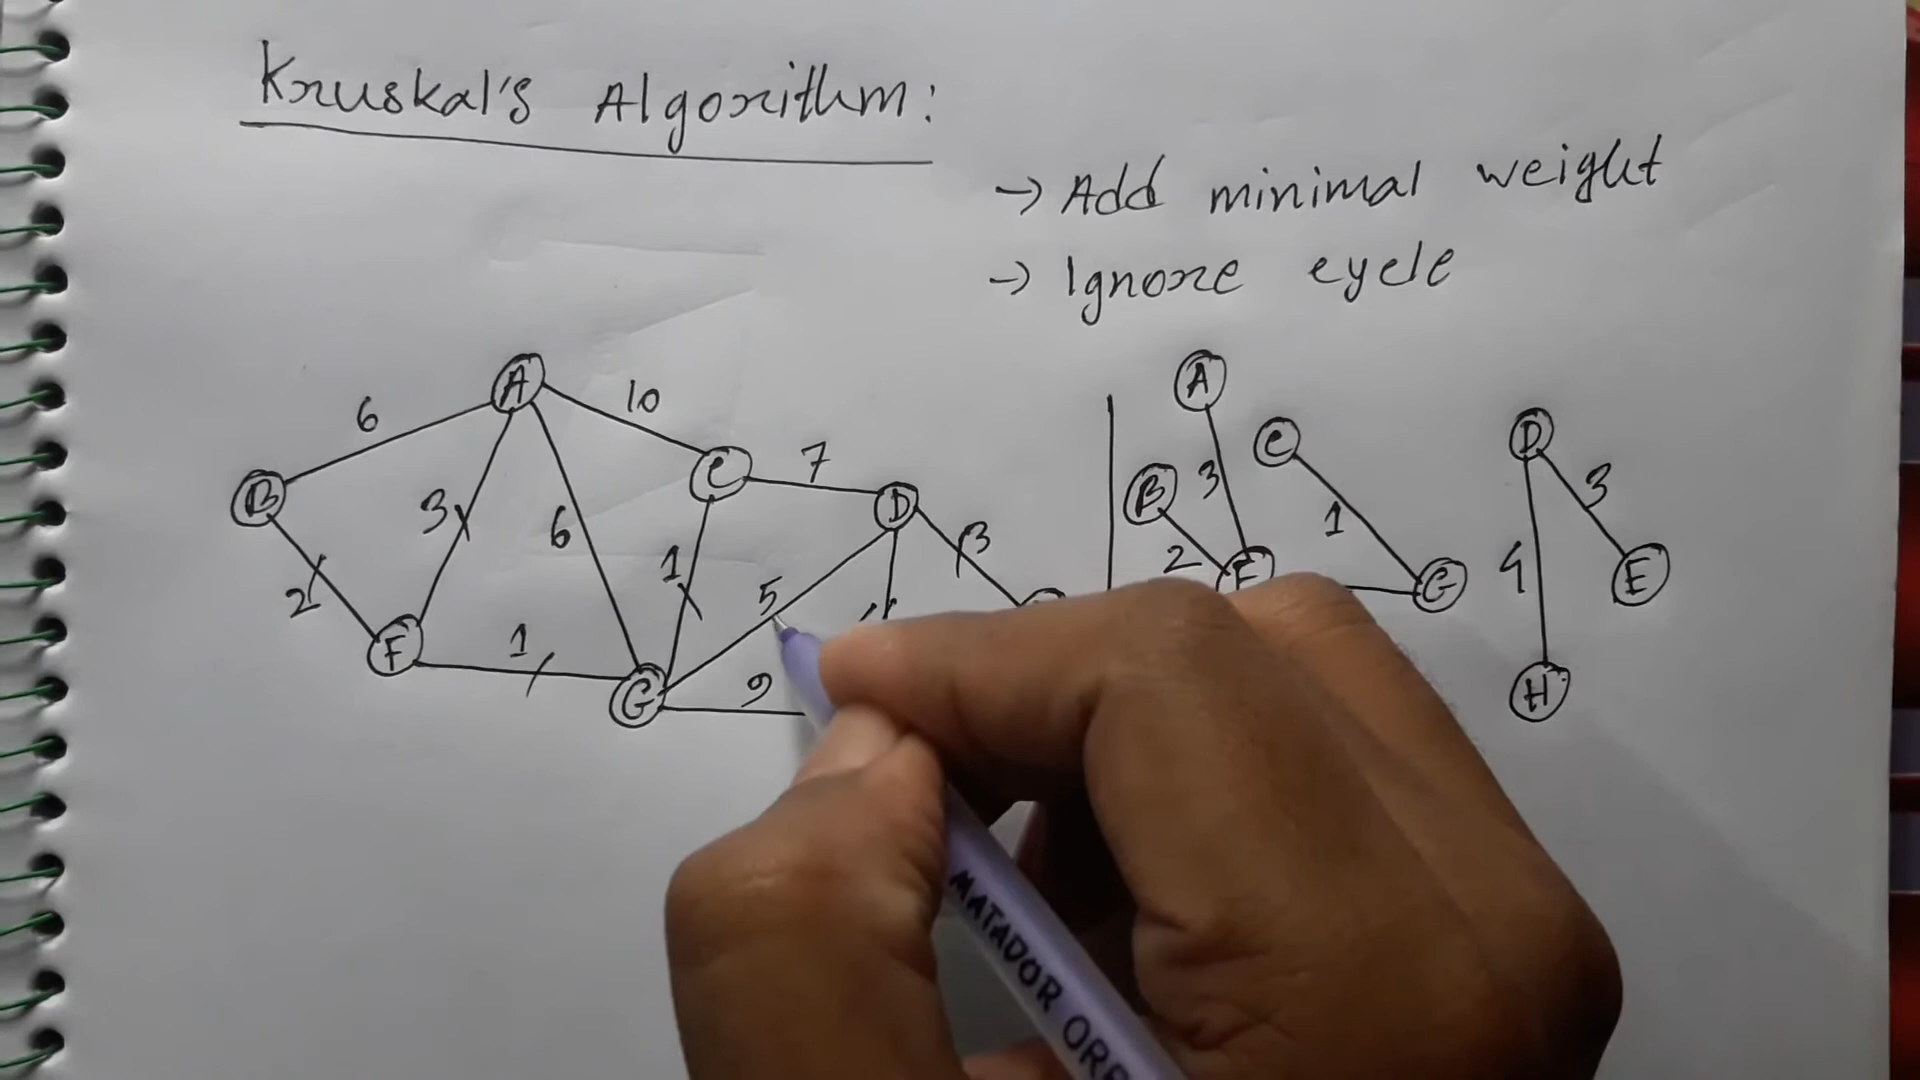 Kruskal's Algorithm:
→ Add minimal weight
→ Ignore cycle
A
6
10
B
C
7
D
3
6
3
2
1
5
F
1
G
9
A
C
D
B
3
3
2
1
4
F
G
E
H
MATADOR